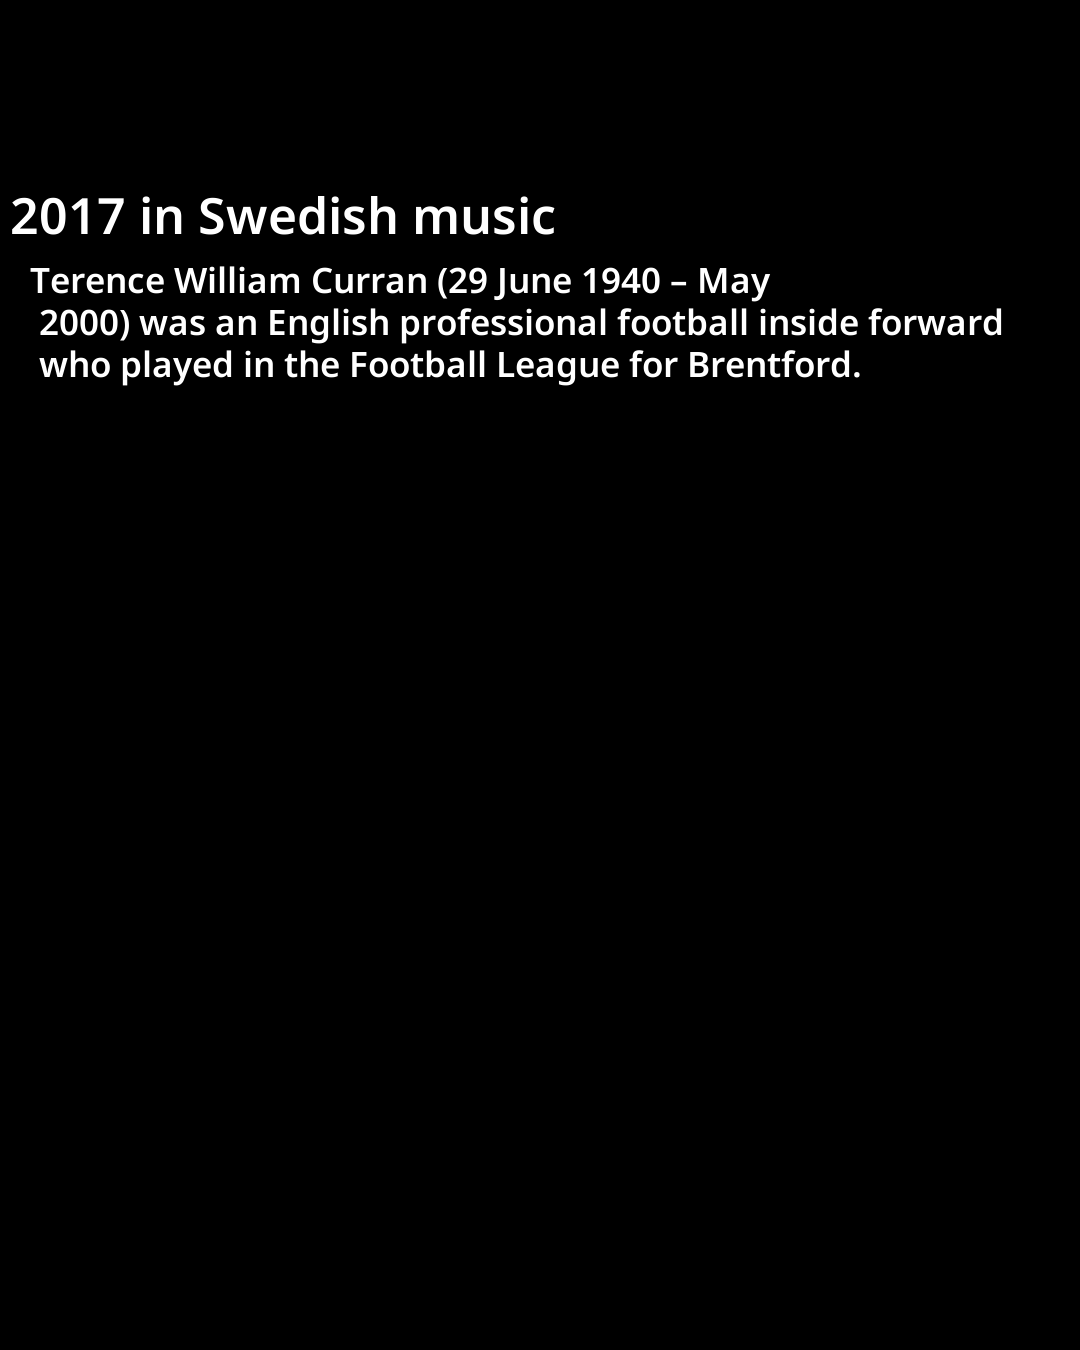 2017 in Swedish music
Terence William Curran (29 June 1940 – May
2000) was an English professional football inside forward
who played in the Football League for Brentford.